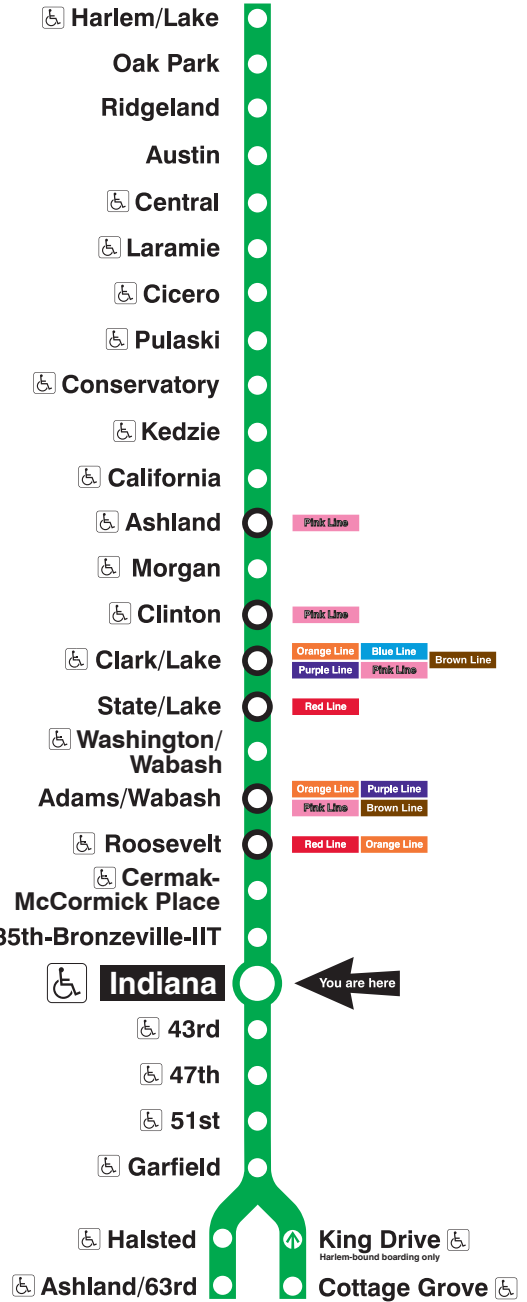 Harlem/Lake
Oak Park
Ridgeland
Austin
Central
Laramie
Cicero
Pulaski
Conservatory
Kedzie
California
Ashland
Pink Line
Morgan
Clinton
Pink Line
Clark/Lake
Orange Line Blue Line
Brown Line
Purple Line Pink Line
State/Lake
Red Line
Washington/
Wabash
Adams/Wabash
Orange Line Purple Line
Pink Line Brown Line
Roosevelt
Red Line Orange Line
Cermak-
McCormick Place
35th-Bronzeville-IIT
Indiana
You are here
43rd
47th
51st
Garfield
Halsted
King Drive
Harlem-bound boarding only
Ashland/63rd
Cottage Grove